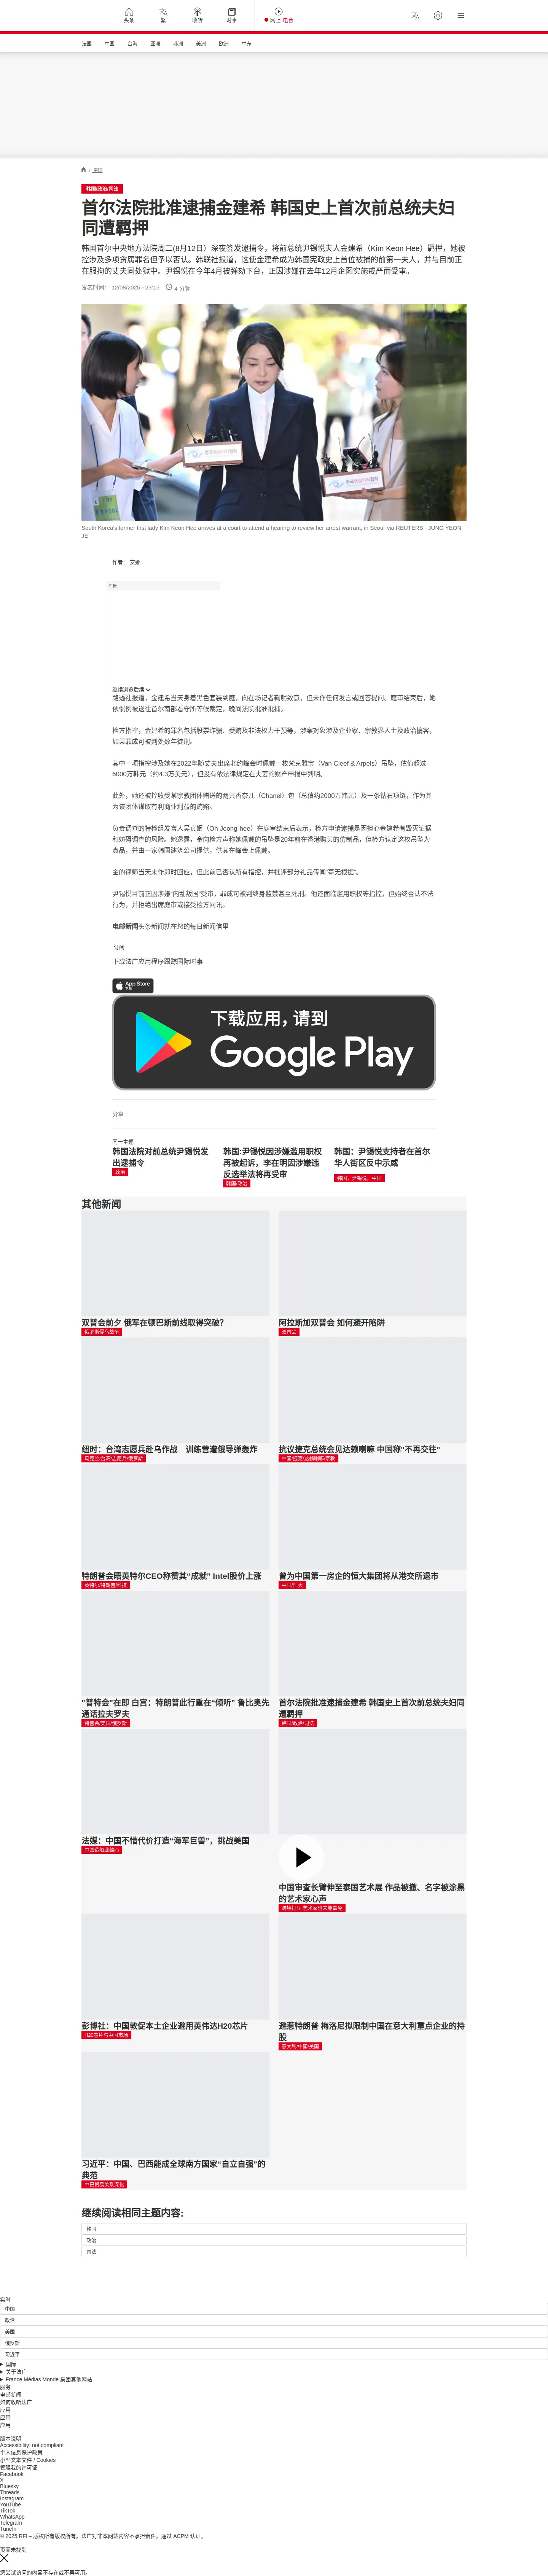 头条
繁
收听
时事
网上 电台
法国 中国 台海 亚洲 非洲 美洲 欧洲 中东
/ 中国
韩国/政治/司法
首尔法院批准逮捕金建希 韩国史上首次前总统夫妇
同遭羁押
韩国首尔中央地方法院周二(8月12日）深夜签发逮捕令，将前总统尹锡悦夫人金建希（Kim Keon Hee）羁押，她被
控涉及多项贪腐罪名但予以否认。韩联社报道，这使金建希成为韩国宪政史上首位被捕的前第一夫人，并与目前正
在服拘的丈夫同处狱中。尹锡悦在今年4月被弹劾下台，正因涉嫌在去年12月企图实施戒严而受审。
发表时间： 12/08/2025 - 23:15 4 分钟
South Korea's former first lady Kim Keon Hee arrives at a court to attend a hearing to review her arrest warrant, in Seoul via REUTERS - JUNG YEON-
JE
作者： 安娜
广告
继续浏览后续
路透社报道，金建希当天身着黑色套装到庭，向在场记者鞠躬致意，但未作任何发言或回答提问。庭审结束后，她
依惯例被送往首尔南部看守所等候裁定，晚间法院批准批捕。
检方指控，金建希的罪名包括股票诈骗、受贿及非法权力干预等，涉案对象涉及企业家、宗教界人士及政治掮客，
如果罪成可被判处数年徒刑。
其中一项指控涉及她在2022年随丈夫出席北约峰会时佩戴一枚梵克雅宝（Van Cleef & Arpels）吊坠，估值超过
6000万韩元（约4.3万美元），但没有依法律规定在夫妻的财产申报中列明。
此外，她还被控收受某宗教团体赠送的两只香奈儿（Chanel）包（总值约2000万韩元）及一条钻石项链，作为其
为该团体谋取有利商业利益的贿赂。
负责调查的特检组发言人吴贞姬（Oh Jeong-hee）在庭审结束后表示，检方申请逮捕是因担心金建希有毁灭证据
和妨碍调查的风险。她透露，金向检方声称她佩戴的吊坠是20年前在香港购买的仿制品，但检方认定这枚吊坠为
真品，并由一家韩国建筑公司提供，供其在峰会上佩戴。
金的律师当天未作即时回应，但此前已否认所有指控，并批评部分礼品传闻“毫无根据”。
尹锡悦目前正因涉嫌“内乱叛国”受审，罪成可被判终身监禁甚至死刑。他还面临滥用职权等指控，但始终否认不法
行为，并拒绝出席庭审或接受检方问讯。
电邮新闻头条新闻就在您的每日新闻信里
订阅
下载法广应用程序跟踪国际时事
App Store
下载
下载应用，请到
Google Play
分享 :
同一主题
韩国法院对前总统尹锡悦发
出逮捕令
政治
韩国:尹锡悦因涉嫌滥用职权
再被起诉，李在明因涉嫌违
反选举法将再受审
韩国/政治
韩国：尹锡悦支持者在首尔
华人街区反中示威
韩国，尹锡悦，中国
其他新闻
双普会前夕 俄军在顿巴斯前线取得突破？
俄罗斯侵乌战争
阿拉斯加双普会 如何避开陷阱
双普会
纽时：台湾志愿兵赴乌作战 训练营遭俄导弹轰炸
乌克兰/台湾/志愿兵/俄罗斯
抗议捷克总统会见达赖喇嘛 中国称"不再交往"
中国/捷克/达赖喇嘛/宗教
特朗普会晤英特尔CEO称赞其“成就” Intel股价上涨
英特尔/特朗普/科技
曾为中国第一房企的恒大集团将从港交所退市
中国/恒大
"普特会"在即 白宫：特朗普此行重在"倾听" 鲁比奥先
通话拉夫罗夫
特普会/美国/俄罗斯
首尔法院批准逮捕金建希 韩国史上首次前总统夫妇同
遭羁押
韩国/政治/司法
法媒：中国不惜代价打造“海军巨兽”，挑战美国
中国造船业雄心
中国审查长臂伸至泰国艺术展 作品被撤、名字被涂黑
的艺术家心声
跨境打压 艺术家也未能幸免
彭博社：中国敦促本土企业避用英伟达H20芯片
H20芯片与中国市场
避惹特朗普 梅洛尼拟限制中国在意大利重点企业的持
股
意大利/中国/美国
习近平：中国、巴西能成全球南方国家“自立自强”的
典范
中巴贸易关系深化
继续阅读相同主题内容:
韩国
政治
司法
实时
中国
政治
美国
俄罗斯
习近平
国际
关于法广
France Médias Monde 集团其他网站
服务
电邮新闻
如何收听法广
应用
应用
应用
版本说明
Accessibility: not compliant
个人信息保护政策
小型文本文件 / Cookies
管理我的许可证
Facebook
X
Bluesky
Threads
Instagram
YouTube
TikTok
WhatsApp
Telegram
TuneIn
© 2025 RFI – 版权所有版权所有。法广对非本网站内容不承担责任。通过 ACPM 认证。
页面未找到
您尝试访问的内容不存在或不再可用。